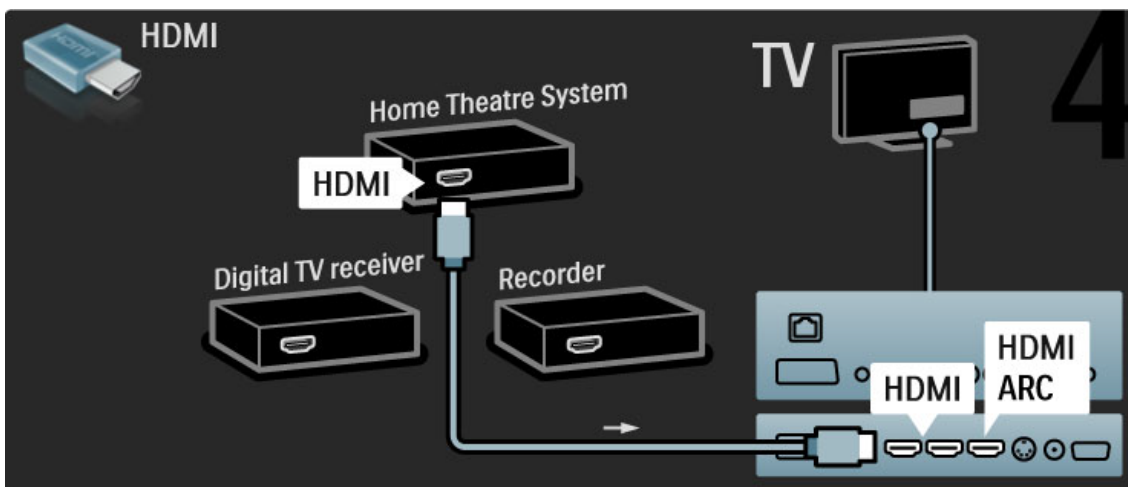 HDMI
TV
4
Home Theatre System
HDMI
Digital TV receiver
Recorder
HDMI
HDMI
ARC